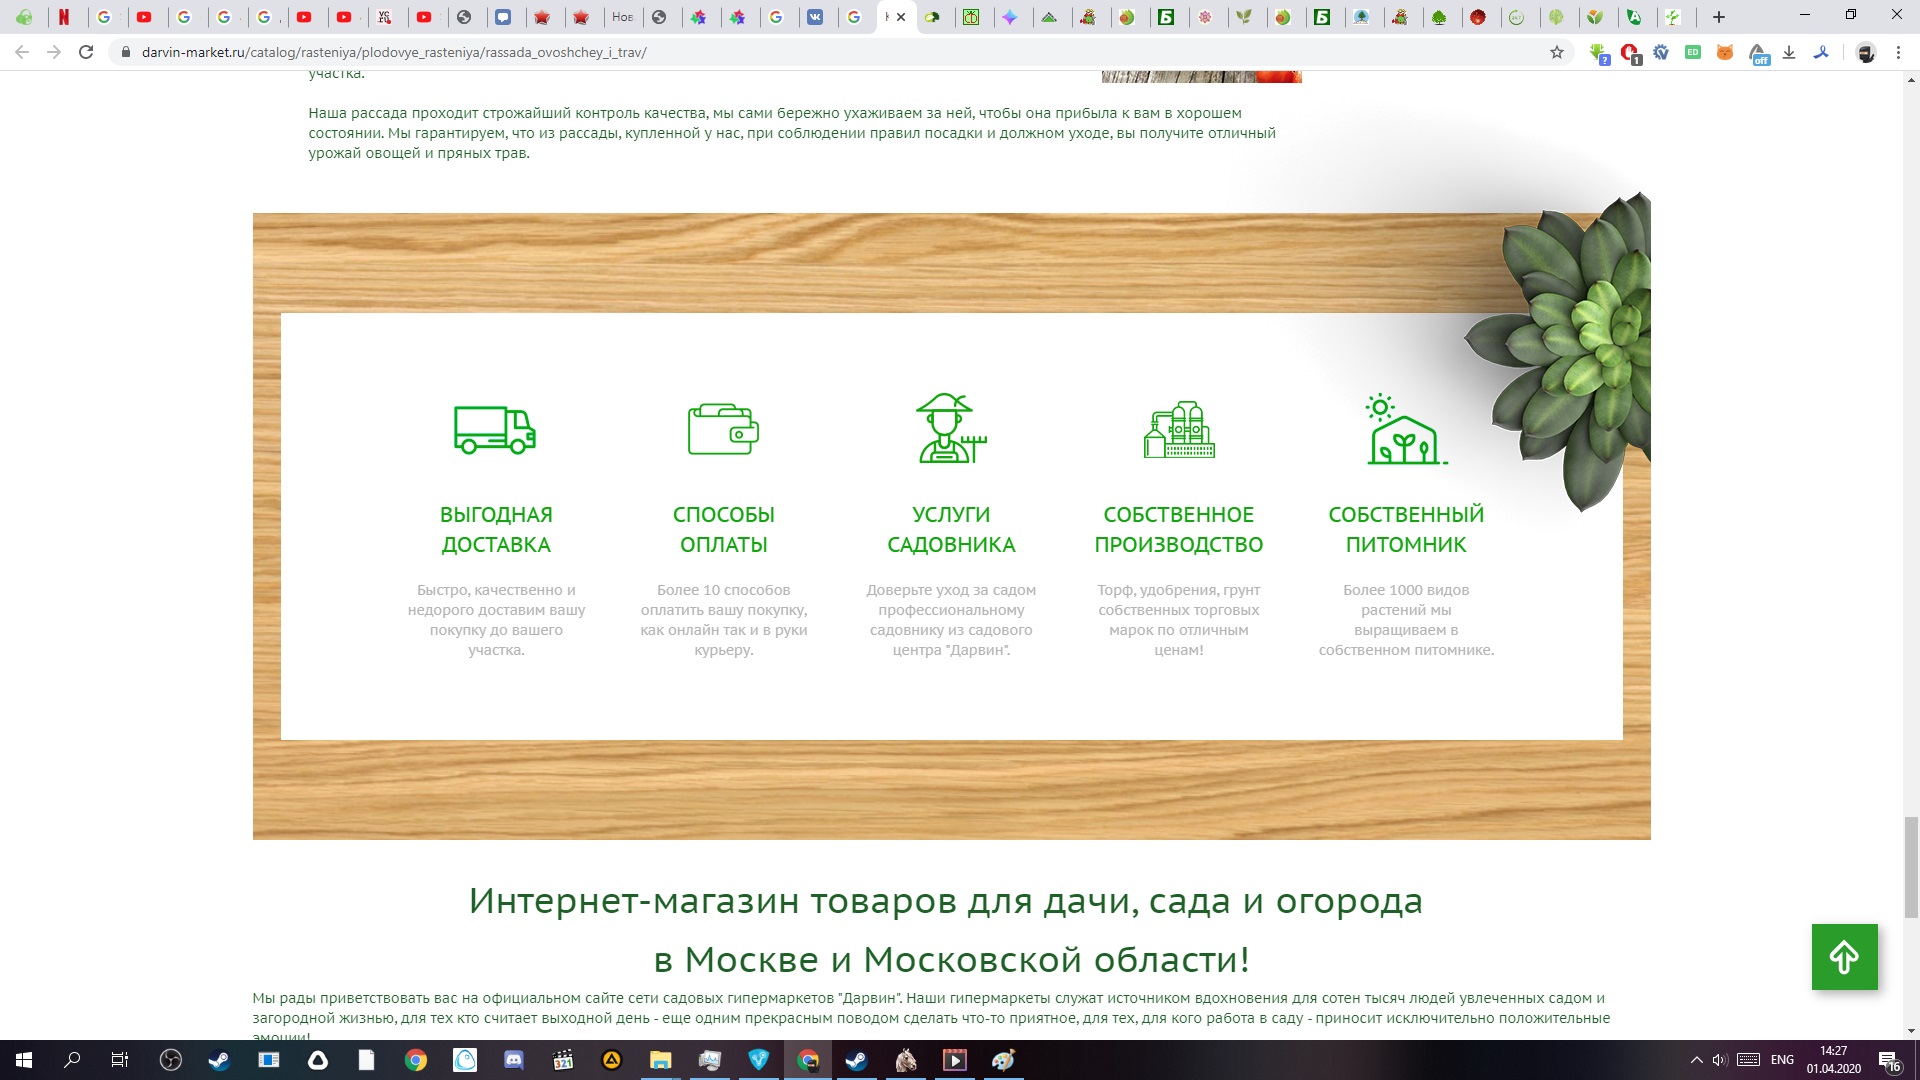 Нов
darvin-market.ru/catalog/rasteniya/plodovye_rasteniya/rassada_ovoshchey_i_trav/
участка.
Наша рассада проходит строжайший контроль качества, мы сами бережно ухаживаем за ней, чтобы она прибыла к вам в хорошем
состоянии. Мы гарантируем, что из рассады, купленной у нас, при соблюдении правил посадки и должном уходе, вы получите отличный
урожай овощей и пряных трав.
ВЫГОДНАЯ
ДОСТАВКА
Быстро, качественно и
недорого доставим вашу
покупку до вашего
участка.
СПОСОБЫ
ОПЛАТЫ
Более 10 способов
оплатить вашу покупку,
как онлайн так и в руки
курьеру.
УСЛУГИ
САДОВНИКА
Доверьте уход за садом
профессиональному
садовнику из садового
центра "Дарвин".
СОБСТВЕННОЕ
ПРОИЗВОДСТВО
Торф, удобрения, грунт
собственных торговых
марок по отличным
ценам!
СОБСТВЕННЫЙ
ПИТОМНИК
Более 1000 видов
растений мы
выращиваем в
собственном питомнике.
Интернет-магазин товаров для дачи, сада и огорода
в Москве и Московской области!
Мы рады приветствовать вас на официальном сайте сети садовых гипермаркетов "Дарвин". Наши гипермаркеты служат источником вдохновения для сотен тысяч людей увлеченных садом и
загородной жизнью, для тех кто считает выходной день - еще одним прекрасным поводом сделать что-то приятное, для тех, для кого работа в саду - приносит исключительно положительные
эмоции!
ENG
14:27
01.04.2020
16